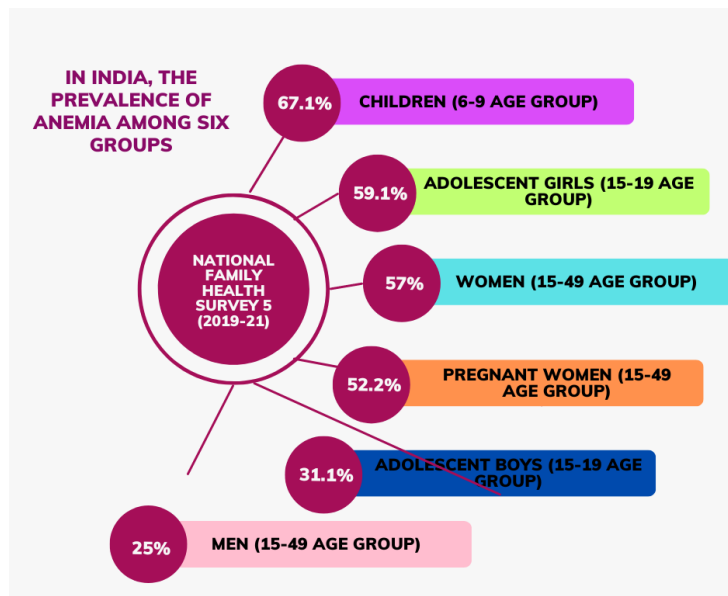 IN INDIA, THE
PREVALENCE OF
ANEMIA AMONG SIX
GROUPS
67.1%
CHILDREN (6-9 AGE GROUP)
59.1%
ADOLESCENT GIRLS (15-19 AGE
GROUP)
NATIONAL
FAMILY
HEALTH
SURVEY 5
(2019-21)
57%
WOMEN (15-49 AGE GROUP)
52.2%
PREGNANT WOMEN (15-49
AGE GROUP)
31.1%
ADOLESCENT BOYS (15-19 AGE
GROUP)
25%
MEN (15-49 AGE GROUP)